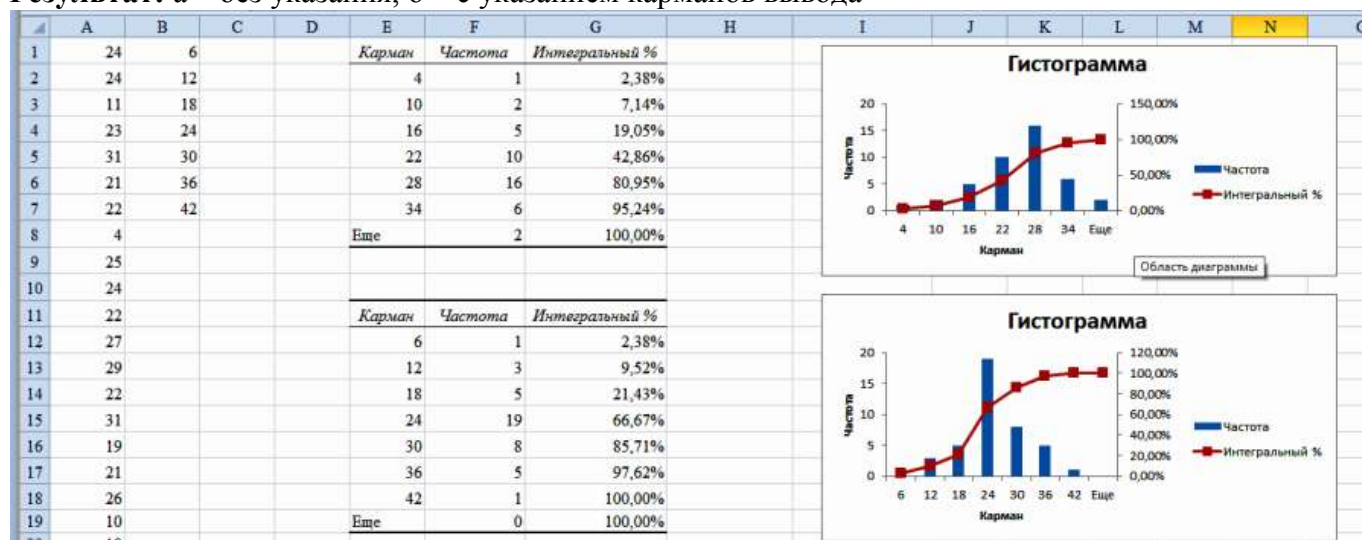 Результат: а – без указания; б – с указанием карманов вывода
A B C D E F G H I J K L M N
1 24 6 Карман Частота Интегральный %
2 24 12 4 1 2,38%
3 11 18 10 2 7,14%
4 23 24 16 5 19,05%
5 31 30 22 10 42,86%
6 21 36 28 16 80,95%
7 22 42 34 6 95,24%
8 4 Еще 2 100,00%
9 25
10 24
11 22 Карман Частота Интегральный %
12 27 6 1 2,38%
13 29 12 3 9,52%
14 22 18 5 21,43%
15 31 24 19 66,67%
16 19 30 8 85,71%
17 21 36 5 97,62%
18 26 42 1 100,00%
19 10 Еще 0 100,00%
Гистограмма
20 150,00%
15
100,00%
10
50,00%
5
0 0,00%
Частота
4 10 16 22 28 34 Еще
Карман
Частота
Интегральный %
Область диаграммы
Гистограмма
20 120,00%
100,00%
15
80,00%
10 60,00%
40,00%
5
20,00%
0 0,00%
Частота
6 12 18 24 30 36 42 Еще
Карман
Частота
Интегральный %